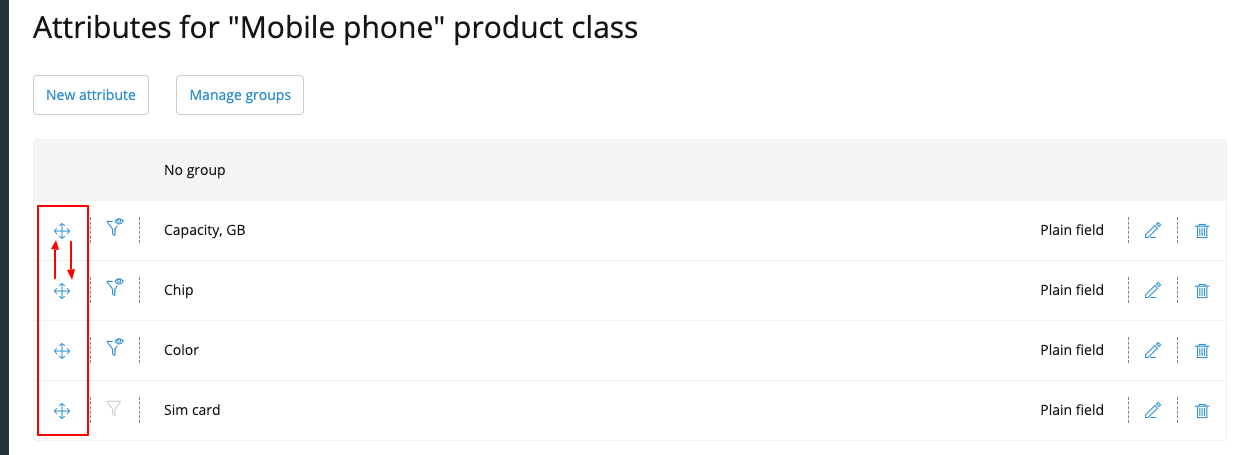 Attributes for "Mobile phone" product class
New attribute Manage groups
No group
Capacity, GB Plain field
Chip Plain field
Color Plain field
Sim card Plain field